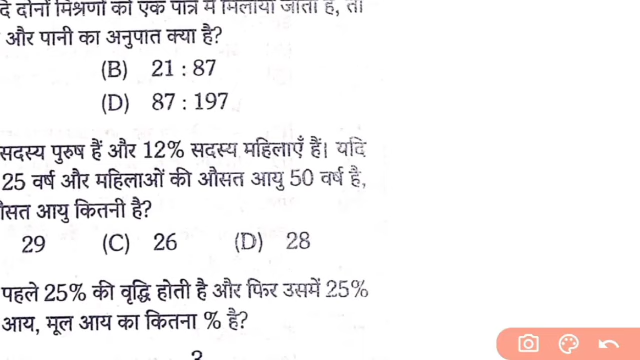 दोनों मिश्रणों को एक पात्र में मिलाया जाता है, तो
और पानी का अनुपात क्या है?
(B) 21 : 87
(D) 87 : 197
सदस्य पुरुष हैं और 12% सदस्य महिलाएँ हैं। यदि
25 वर्ष और महिलाओं की औसत आयु 50 वर्ष है,
आयु कितनी है?
29 (C) 26 (D) 28
पहले 25% की वृद्धि होती है और फिर उसमें 25%
आय, मूल आय का कितना % है?
3